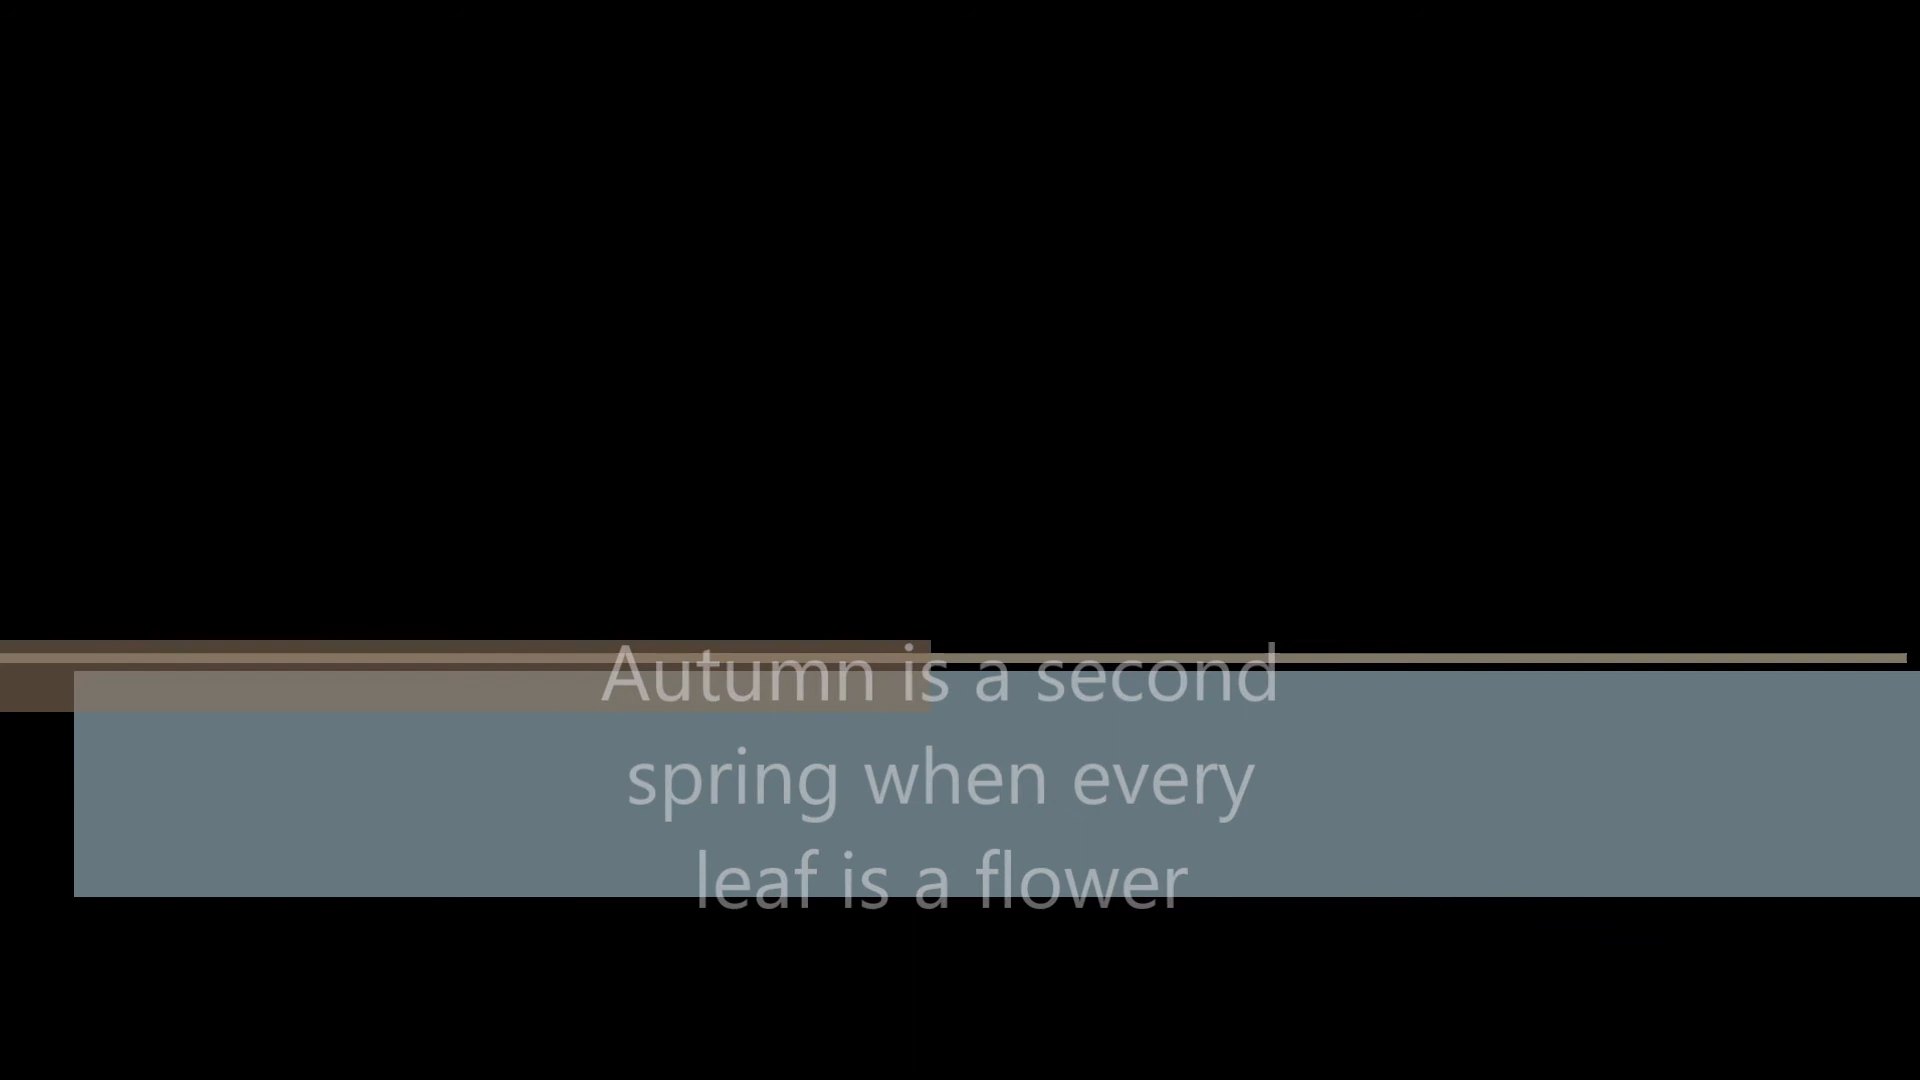 Autumn is a second
spring when every
leaf is a flower